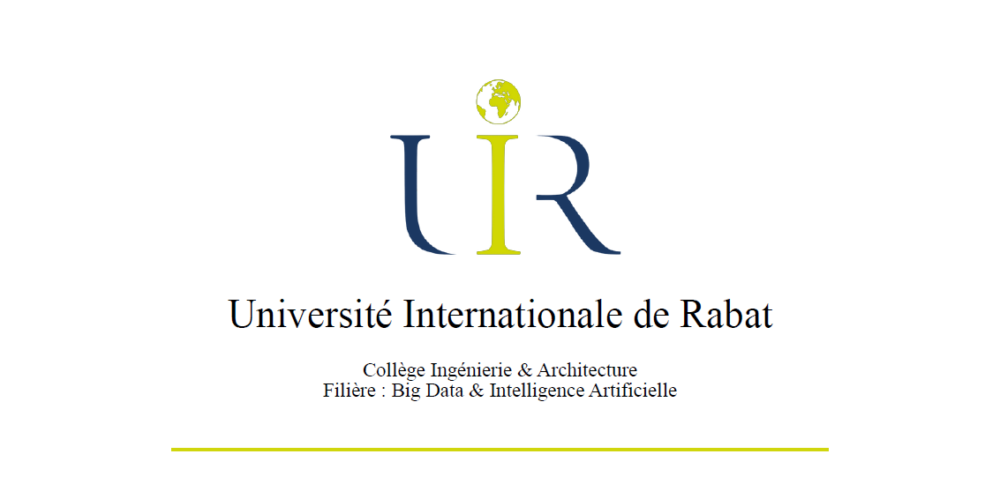 UIR
Université Internationale de Rabat
Collège Ingénierie & Architecture
Filière : Big Data & Intelligence Artificielle